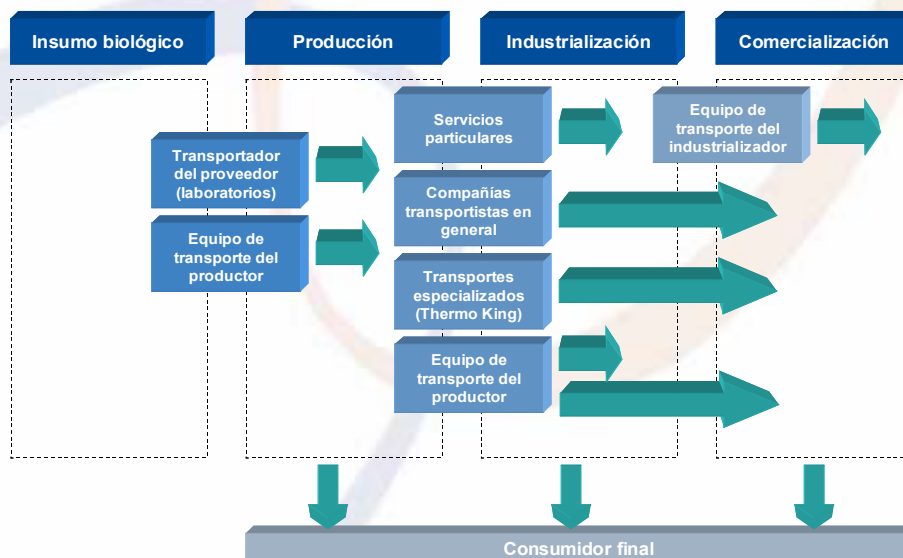 Insumo biológico
Producción
Industrialización
Comercialización
Servicios
particulares
Equipo de
transporte del
industrializador
Transportador
del proveedor
(laboratorios)
Compañías
transportistas en
general
Equipo de
transporte del
productor
Transportes
especializados
(Thermo King)
Equipo de
transporte del
productor
Consumidor final